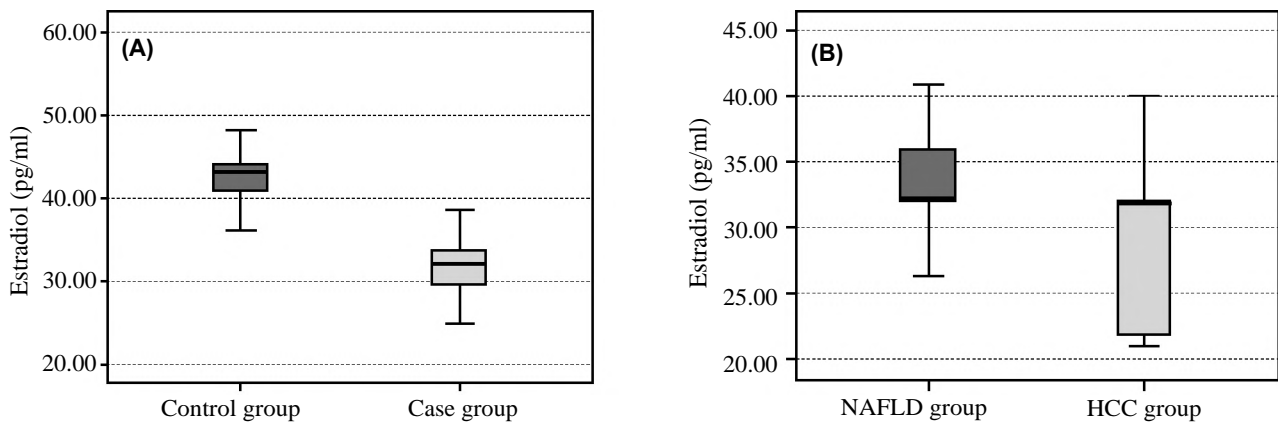 (A)
Estradiol (pg/ml)
60.00
50.00
40.00
30.00
20.00
Control group
Case group
(B)
Estradiol (pg/ml)
45.00
40.00
35.00
30.00
25.00
20.00
NAFLD group
HCC group